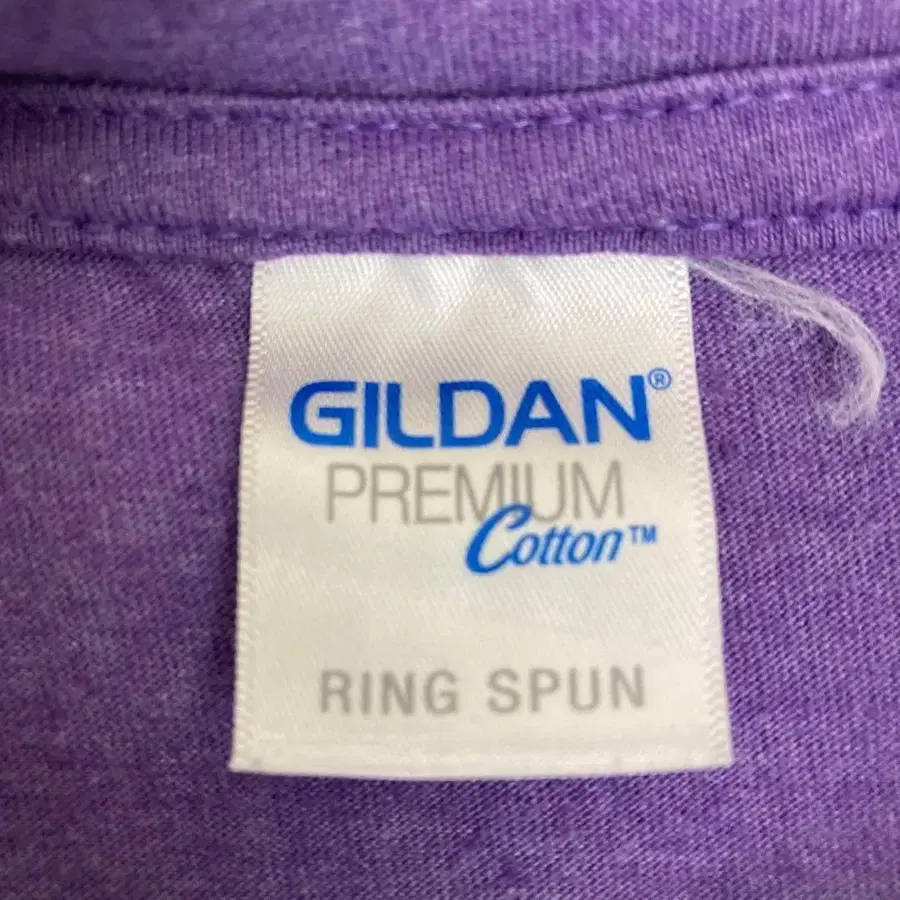 GILDAN®
PREMIUM
Cotton™
RING SPUN